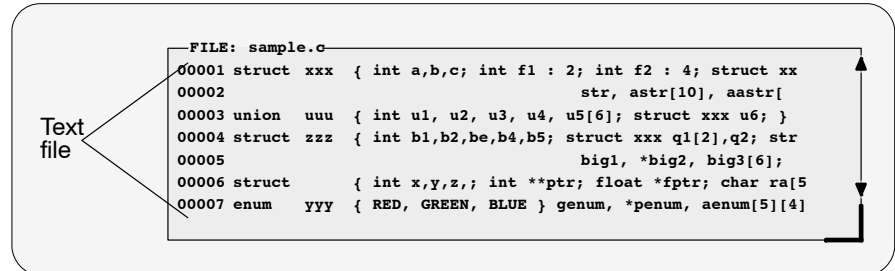 FILE: sample.c
00001 struct xxx { int a,b,c; int f1 : 2; int f2 : 4; struct xx
00002 str, astr[10], aastr[
00003 union uuu { int u1, u2, u3, u4, u5[6]; struct xxx u6; }
00004 struct zzz { int b1,b2,be,b4,b5; struct xxx q1[2],q2; str
00005 big1, *big2, big3[6];
00006 struct { int x,y,z,; int **ptr; float *fptr; char ra[5
00007 enum yyy { RED, GREEN, BLUE } genum, *penum, aenum[5][4]
Text
file